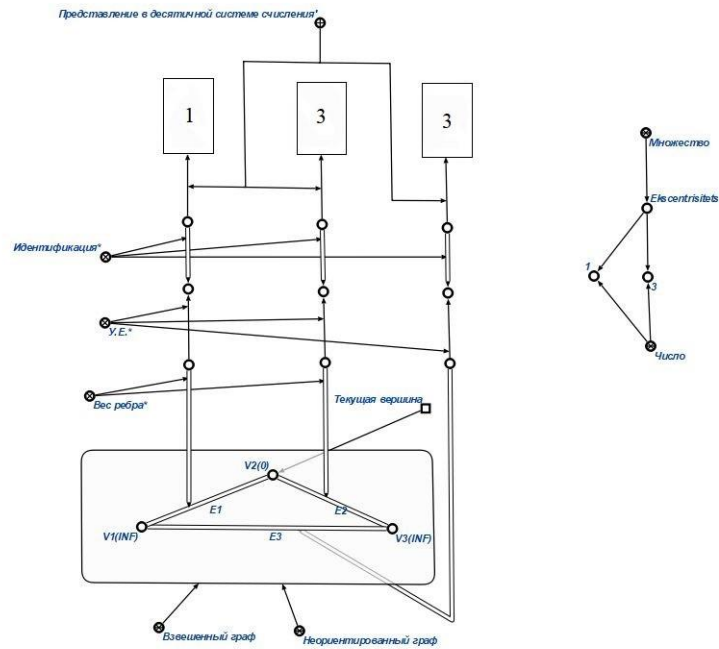 Представление в десятичной системе счисления*
1
3
3
Множество
Ekscentrisitets
Идентификация*
1
3
У.Е.*
Число
Вес ребра*
Текущая вершина
V2(0)
E1
E2
V1(INF)
E3
V3(INF)
Взвешенный граф
Неориентированный граф